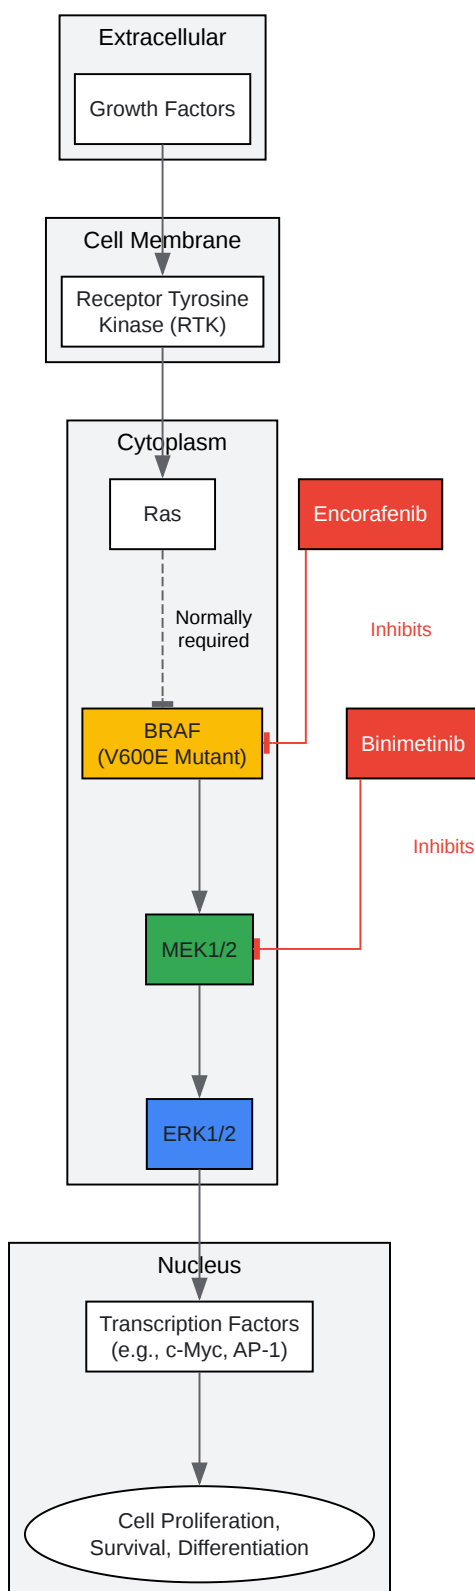 Extracellular
Growth Factors
Cell Membrane
Receptor Tyrosine
Kinase (RTK)
Cytoplasm
Ras
Encorafenib
Normally
required
Inhibits
BRAF
(V600E Mutant)
Binimetinib
Inhibits
MEK1/2
ERK1/2
Nucleus
Transcription Factors
(e.g., c-Myc, AP-1)
Cell Proliferation,
Survival, Differentiation